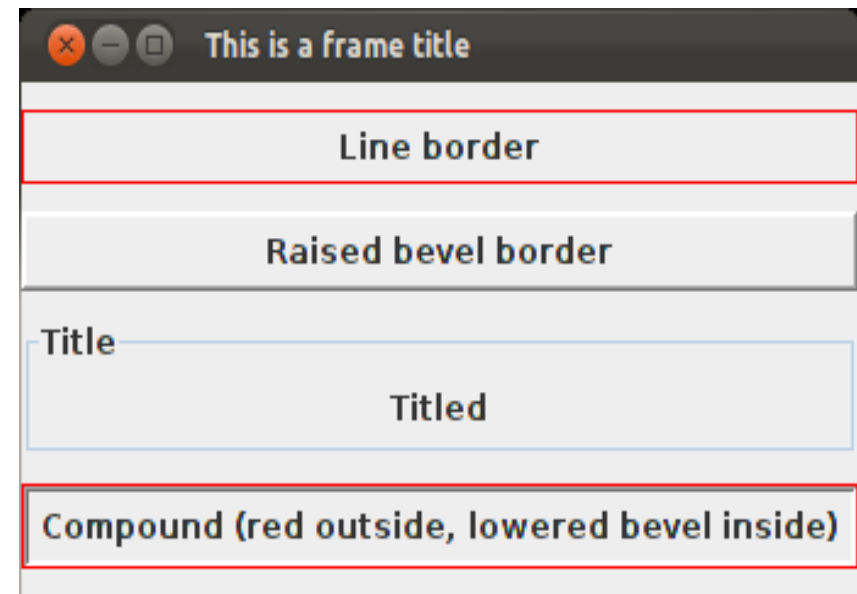 This is a frame title
Line border
Raised bevel border
Title
Titled
Compound (red outside, lowered bevel inside)